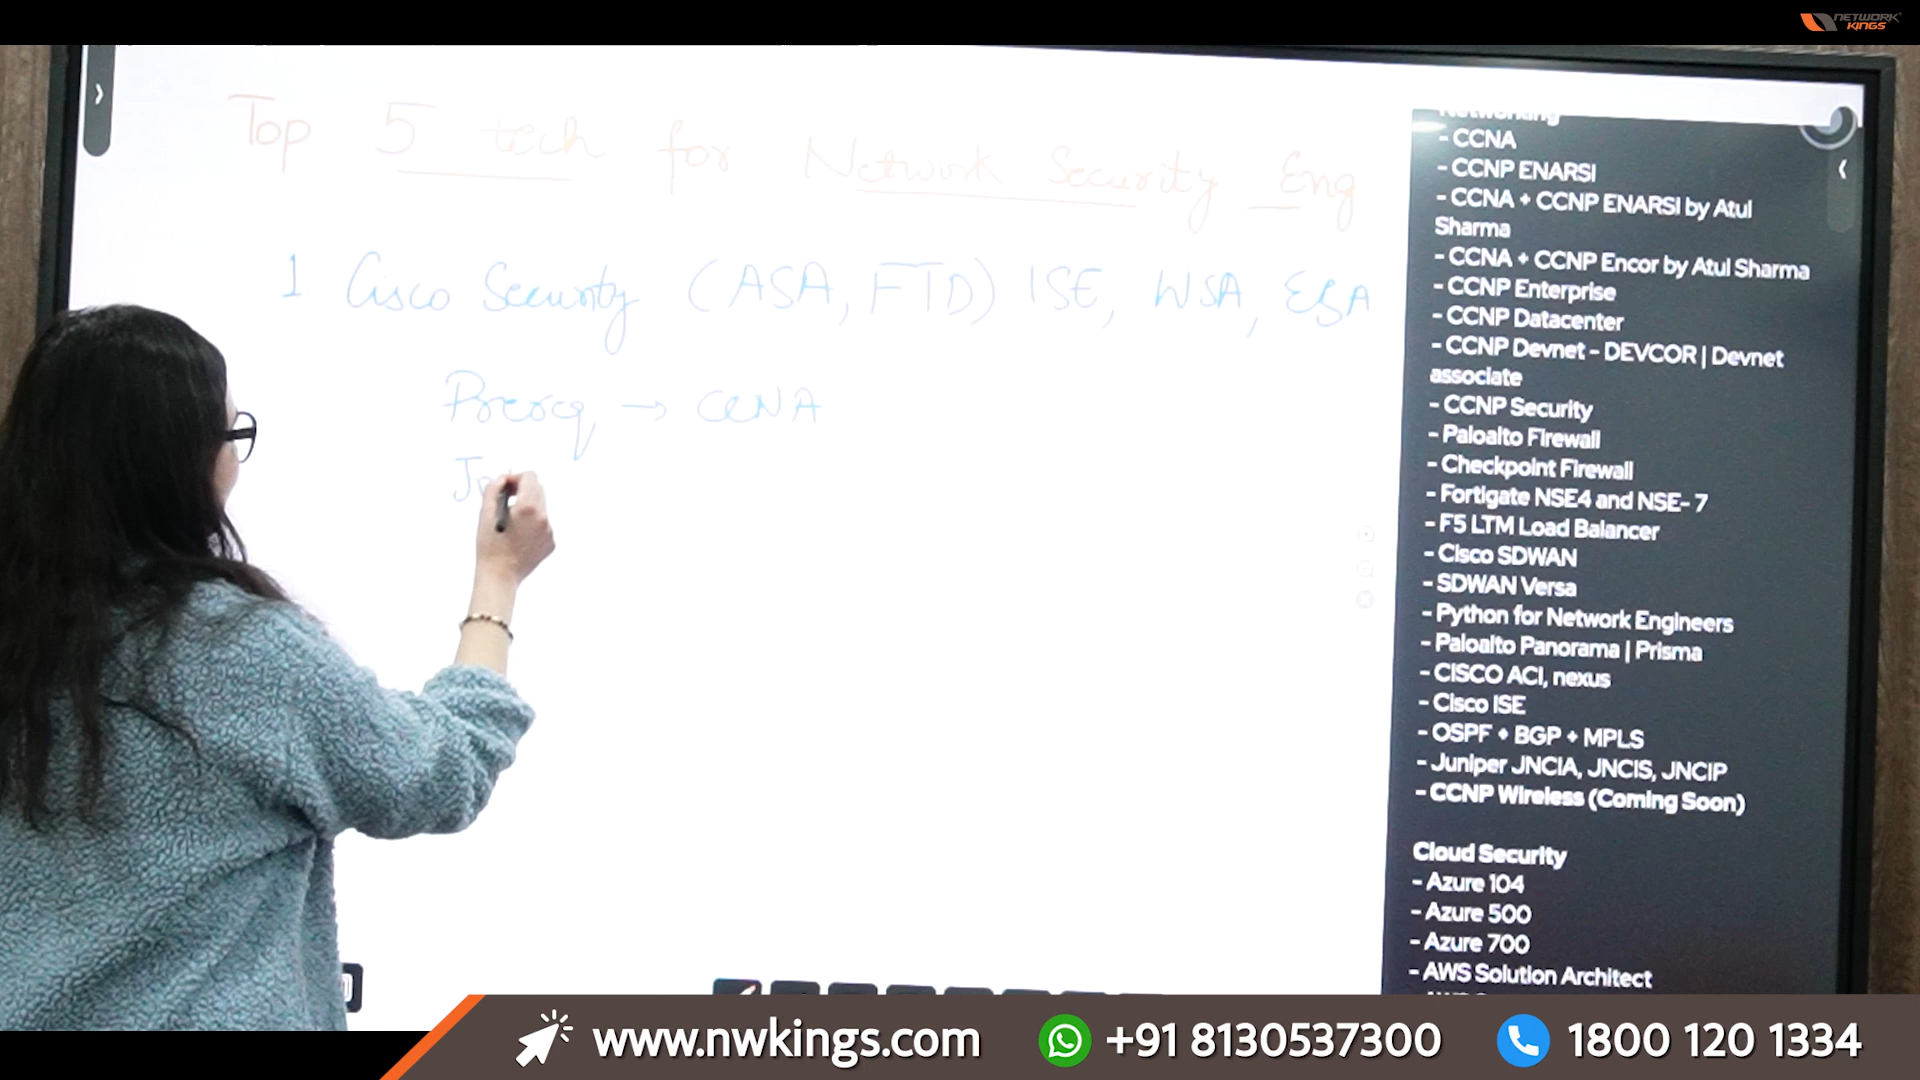 NETWORK
KINGS
Top 5 tech for Network Security Eng
1 Cisco Security (ASA, FTD) ISE, WSA, ESA
Prereq → CCNA
Networking
- CCNA
- CCNP ENARSI
- CCNA + CCNP ENARSI by Atul
Sharma
- CCNA + CCNP Encor by Atul Sharma
- CCNP Enterprise
- CCNP Datacenter
- CCNP Devnet - DEVCOR | Devnet
associate
- CCNP Security
- Paloalto Firewall
- Checkpoint Firewall
- Fortigate NSE4 and NSE- 7
- F5 LTM Load Balancer
- Cisco SDWAN
- SDWAN Versa
- Python for Network Engineers
- Paloalto Panorama | Prisma
- CISCO ACI, nexus
- Cisco ISE
- OSPF + BGP + MPLS
- Juniper JNCIA, JNCIS, JNCIP
- CCNP Wireless (Coming Soon)
Cloud Security
- Azure 104
- Azure 500
- Azure 700
- AWS Solution Architect
www.nwkings.com +91 8130537300 1800 120 1334